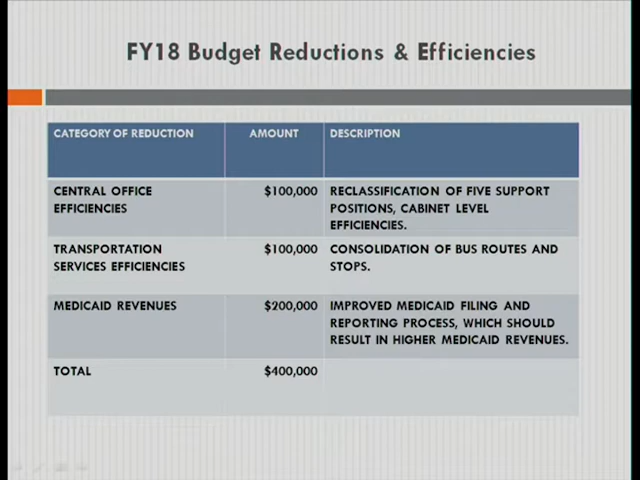 FY18 Budget Reductions & Efficiencies
CATEGORY OF REDUCTION AMOUNT DESCRIPTION
CENTRAL OFFICE $100,000 RECLASSIFICATION OF FIVE SUPPORT
EFFICIENCIES POSITIONS, CABINET LEVEL
EFFICIENCIES.
TRANSPORTATION $100,000 CONSOLIDATION OF BUS ROUTES AND
SERVICES EFFICIENCIES STOPS.
MEDICAID REVENUES $200,000 IMPROVED MEDICAID FILING AND
REPORTING PROCESS, WHICH SHOULD
RESULT IN HIGHER MEDICAID REVENUES.
TOTAL $400,000